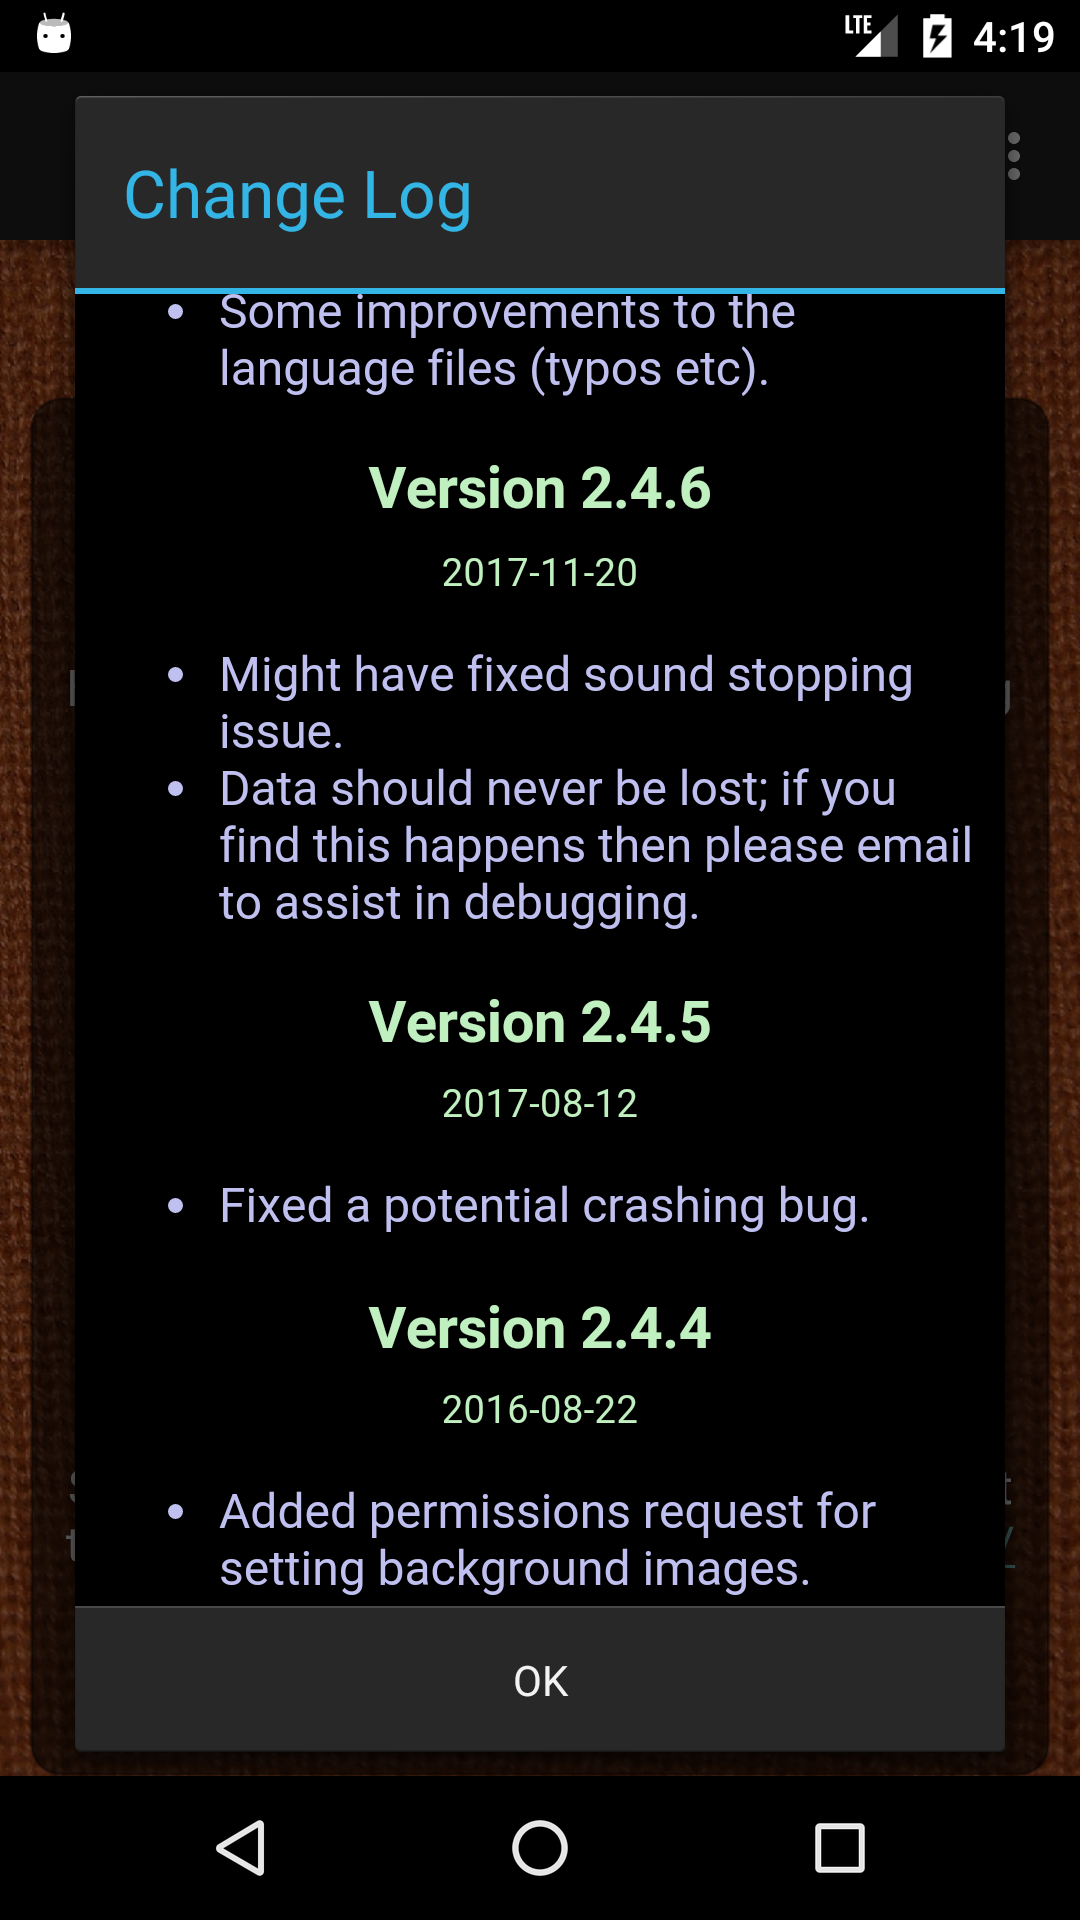 LTE 4:19
Change Log
• Some improvements to the
language files (typos etc).
Version 2.4.6
2017-11-20
• Might have fixed sound stopping
issue.
• Data should never be lost; if you
find this happens then please email
to assist in debugging.
Version 2.4.5
2017-08-12
• Fixed a potential crashing bug.
Version 2.4.4
2016-08-22
• Added permissions request for
setting background images.
OK